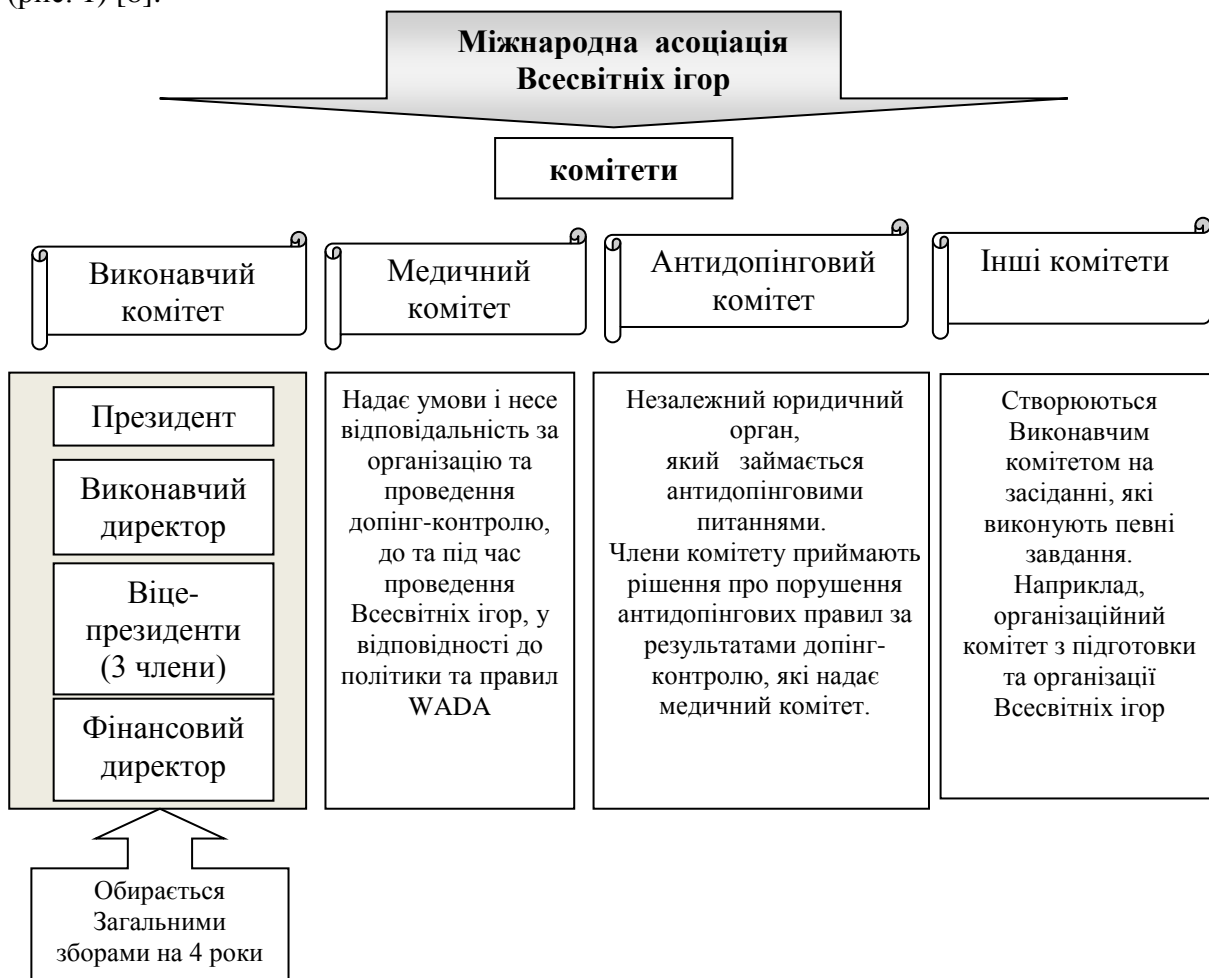 (рис. 1) [8].
Міжнародна асоціація
Всесвітніх ігор
комітети
Виконавчий
комітет
Медичний
комітет
Антидопінговий
комітет
Інші комітети
Президент
Виконавчий
директор
Віце-
президенти
(3 члени)
Фінансовий
директор
Обирається
Загальними
зборами на 4 роки
Надає умови і несе
відповідальність за
організацію та
проведення
допінг-контролю,
до та під час
проведення
Всесвітніх ігор, у
відповідності до
політики та правил
WADA
Незалежний юридичний
орган,
який займається
антидопінговими
питаннями.
Члени комітету приймають
рішення про порушення
антидопінгових правил за
результатами допінг-
контролю, які надає
медичний комітет.
Створюються
Виконавчим
комітетом на
засіданні, які
виконують певні
завдання.
Наприклад,
організаційний
комітет з підготовки
та організації
Всесвітніх ігор